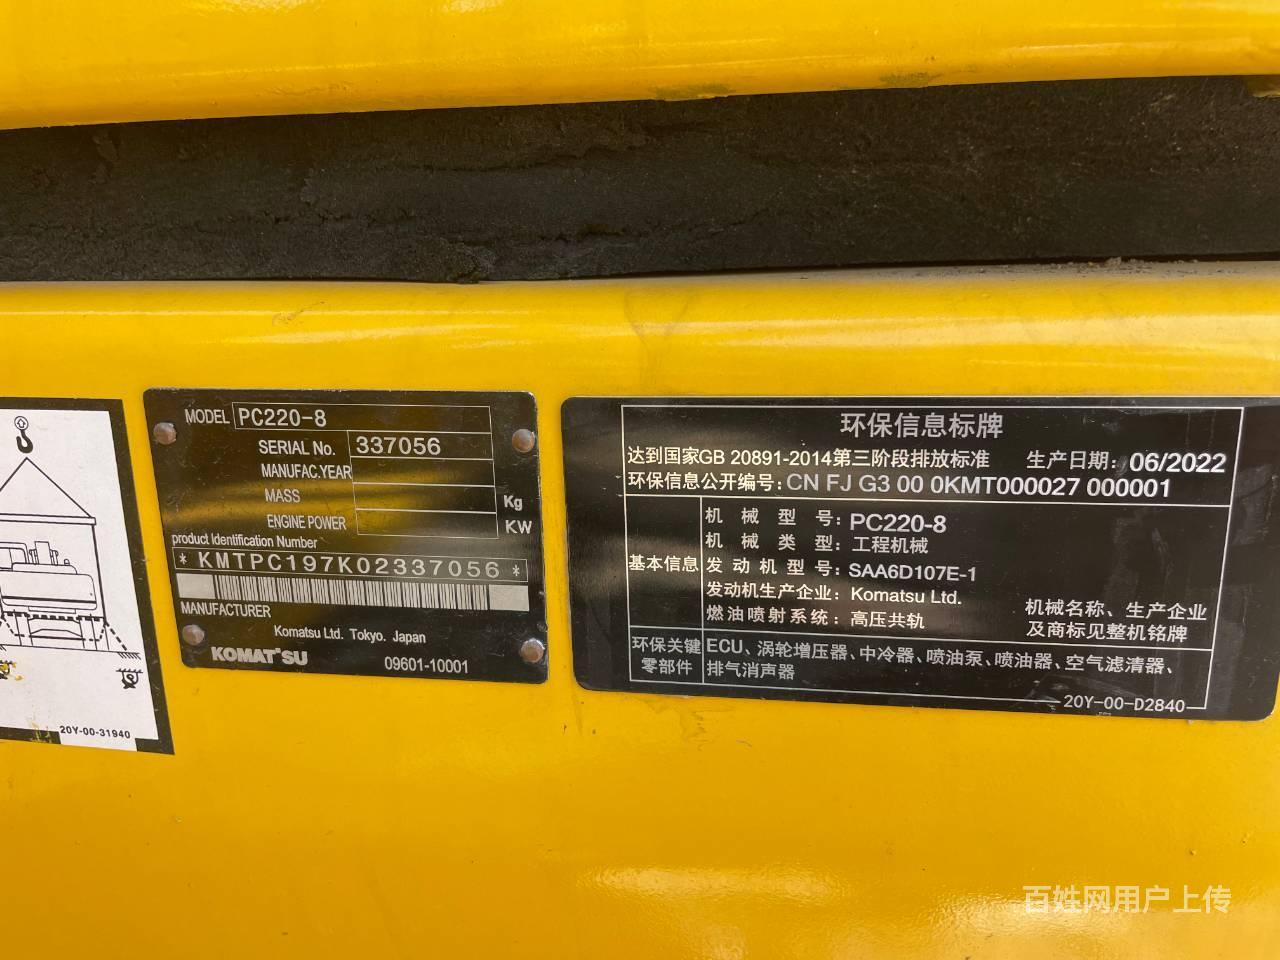 MODEL PC220-8
SERIAL No. 337056
MANUFAC.YEAR
MASS Kg
ENGINE POWER KW
product Identification Number
* KMTPC197K02337056 *
MANUFACTURER
Komatsu Ltd. Tokyo. Japan
KOMATSU 09601-10001
20Y-00-31940
环保信息标牌
达到国家GB 20891-2014第三阶段排放标准 生产日期: 06/2022
环保信息公开编号: CN FJ G3 00 0KMT000027 000001
基本信息
机械型号: PC220-8
机械类型: 工程机械
发动机型号: SAA6D107E-1
发动机生产企业: Komatsu Ltd.
燃油喷射系统: 高压共轨
机械名称、生产企业
及商标见整机铭牌
环保关键
零部件
ECU、涡轮增压器、中冷器、喷油泵、喷油器、空气滤清器、
排气消声器
20Y-00-D2840
百姓网用户上传